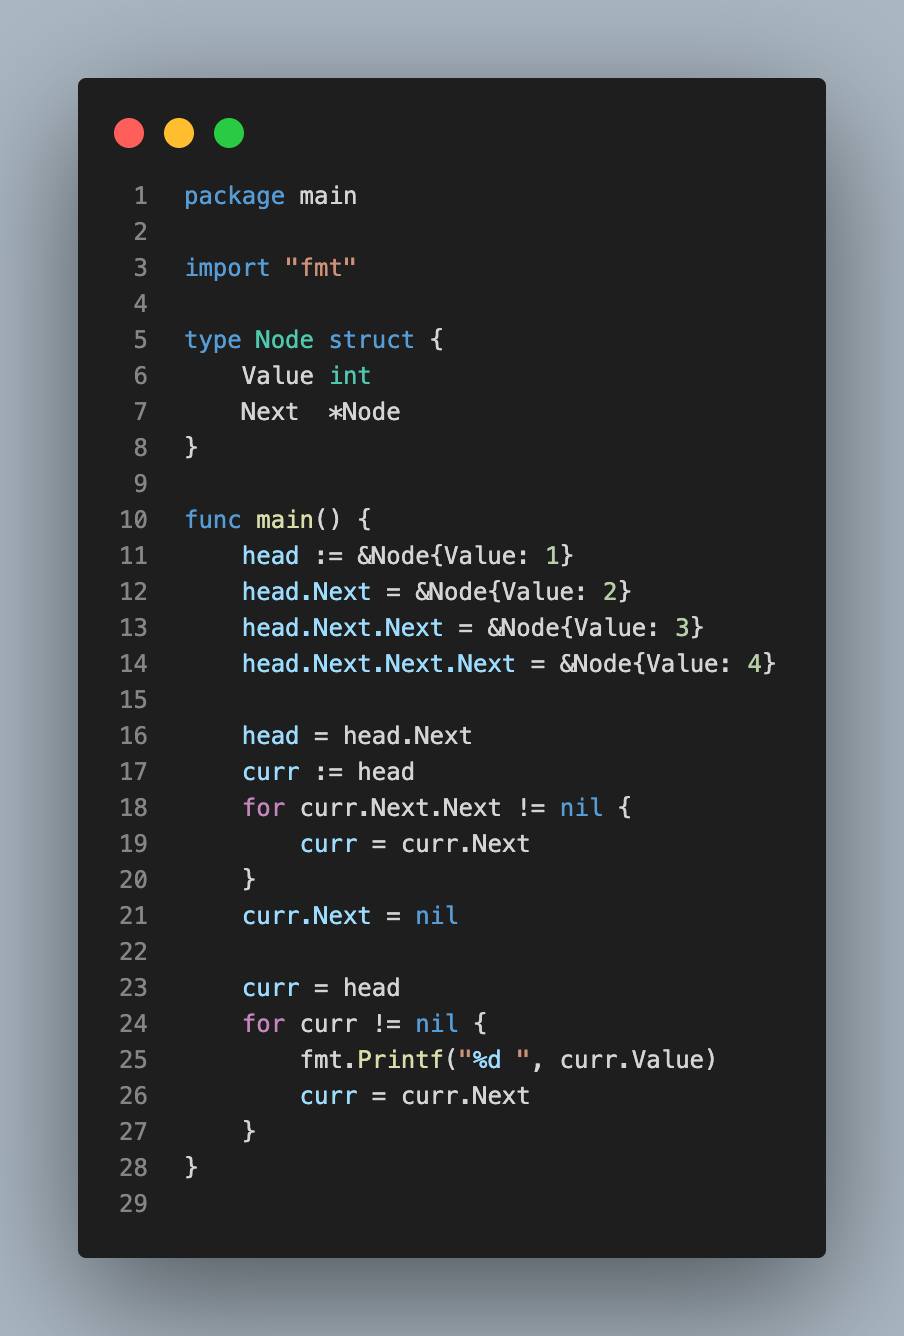 1 package main
2
3 import "fmt"
4
5 type Node struct {
6     Value int
7     Next  *Node
8 }
9
10 func main() {
11     head := &Node{Value: 1}
12     head.Next = &Node{Value: 2}
13     head.Next.Next = &Node{Value: 3}
14     head.Next.Next.Next = &Node{Value: 4}
15
16     head = head.Next
17     curr := head
18     for curr.Next.Next != nil {
19         curr = curr.Next
20     }
21     curr.Next = nil
22
23     curr = head
24     for curr != nil {
25         fmt.Printf("%d ", curr.Value)
26         curr = curr.Next
27     }
28 }
29